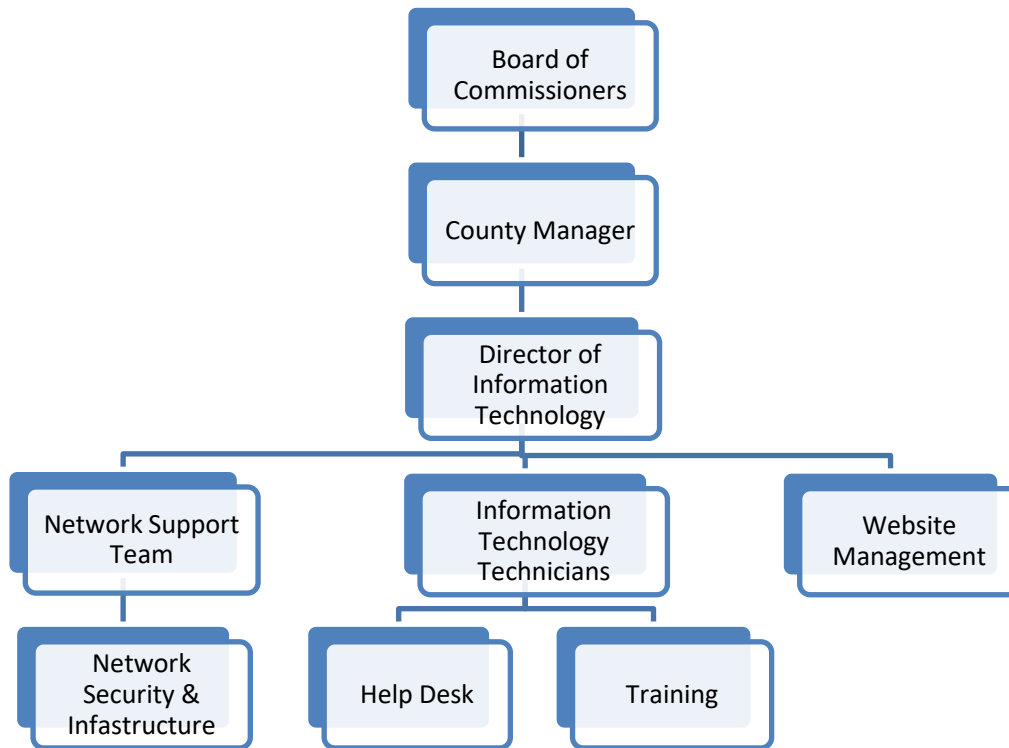 Board of
Commissioners
County Manager
Director of
Information
Technology
Network Support
Team
Information
Technology
Technicians
Website
Management
Network
Security &
Infastructure
Help Desk
Training